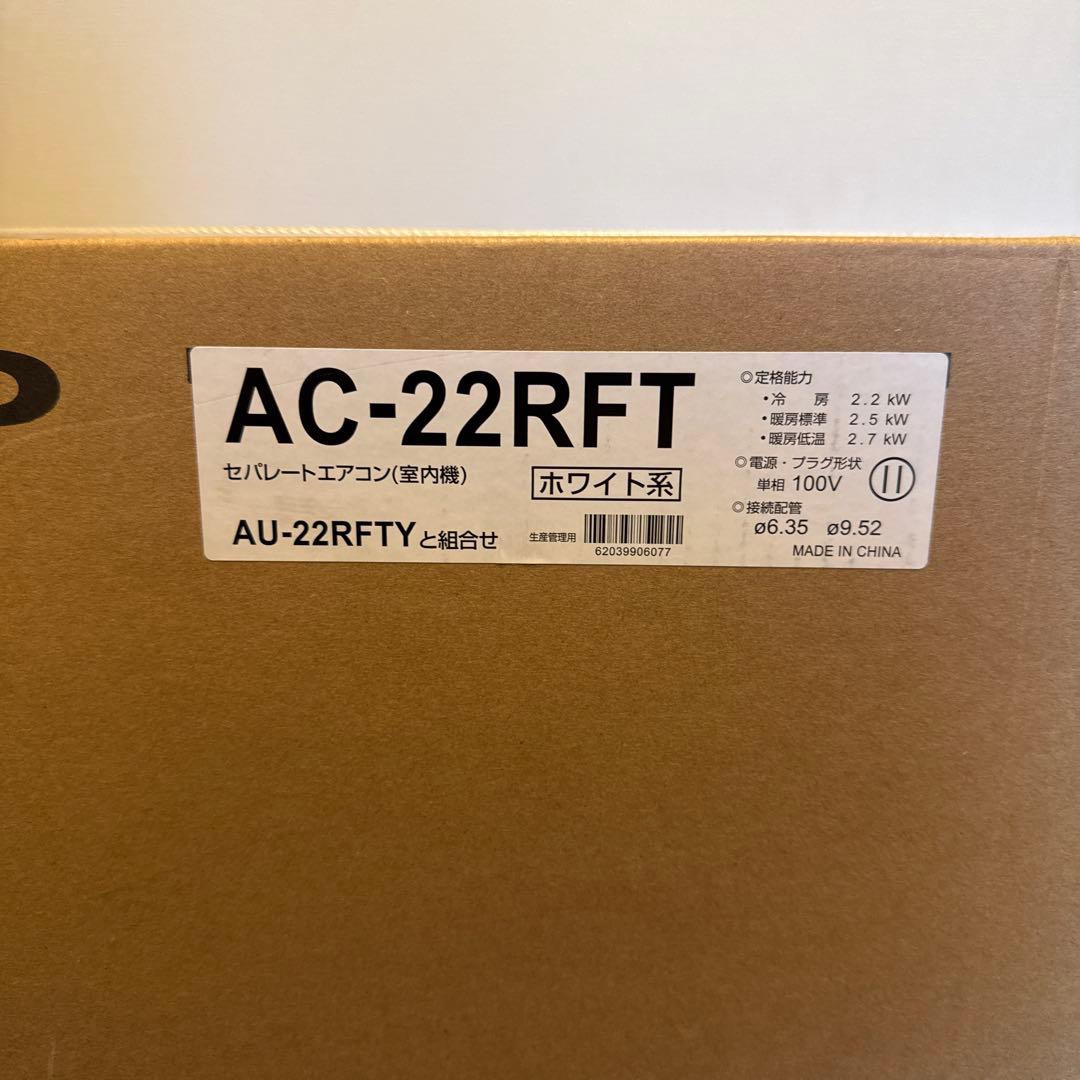 AC-22RFT
セパレートエアコン(室内機)
ホワイト系
AU-22RFTYと組合せ
生産管理用
62039906077
◎定格能力
・冷　房 2.2 kW
・暖房標準 2.5 kW
・暖房低温 2.7 kW
◎電源・プラグ形状
単相 100V
◎接続配管
ø6.35 ø9.52
MADE IN CHINA